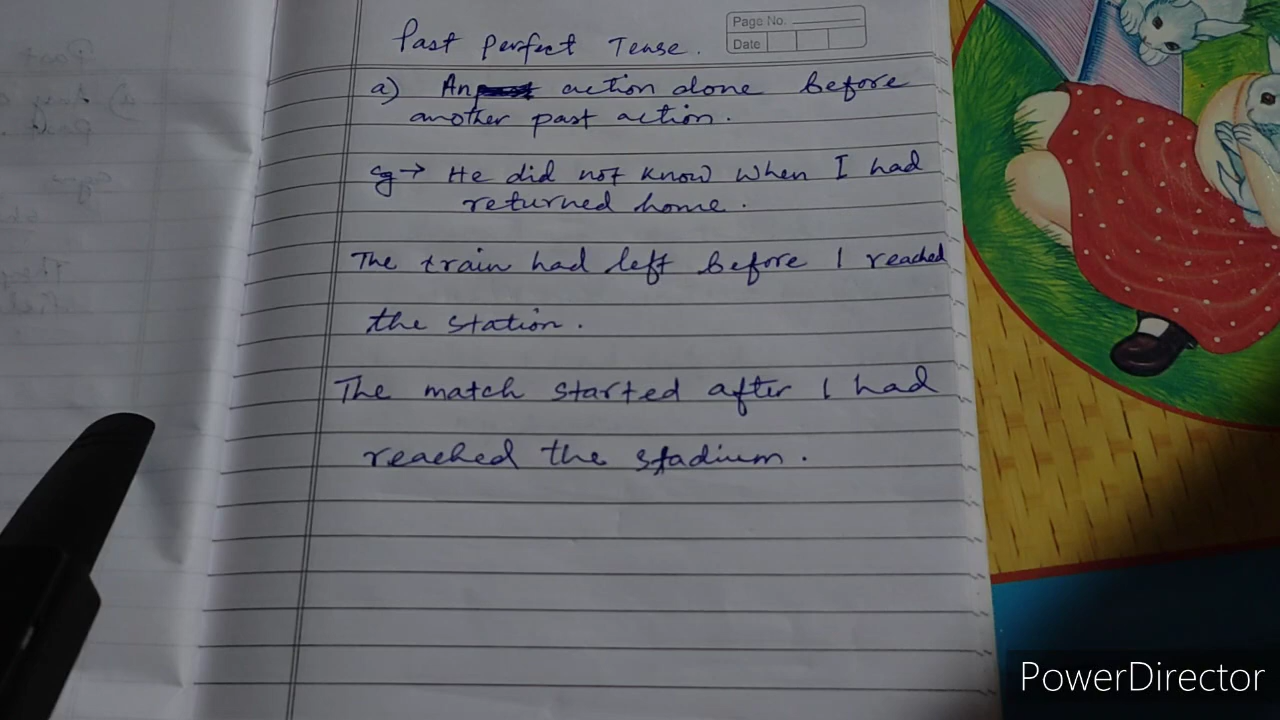 Past Perfect Tense.
Page No.
Date
a) An action done before
another past action.
eg → He did not know when I had
returned home.
The train had left before I reached
the station.
The match started after I had
reached the stadium.
PowerDirector